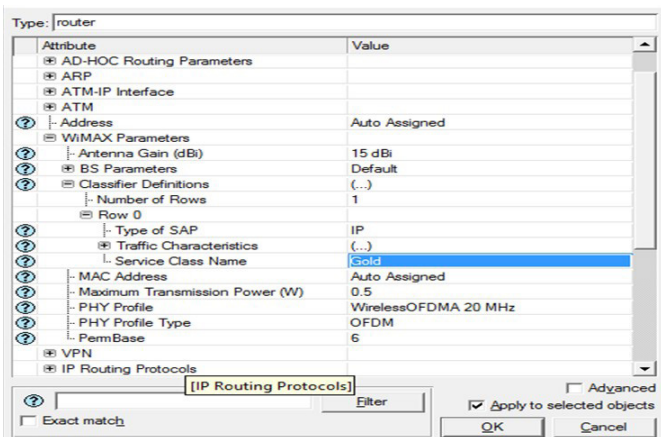 Type: router
Attribute Value
AD-HOC Routing Parameters
ARP
ATM-IP Interface
ATM
Address Auto Assigned
WiMAX Parameters
Antenna Gain (dBi) 15 dBi
BS Parameters Default
Classifier Definitions (...)
Number of Rows 1
Row 0
Type of SAP IP
Traffic Characteristics (...)
Service Class Name Gold
MAC Address Auto Assigned
Maximum Transmission Power (W) 0.5
PHY Profile WirelessOFDMA 20 MHz
PHY Profile Type OFDM
PermBase 6
VPN
IP Routing Protocols
[IP Routing Protocols]
Advanced
Filter Apply to selected objects
Exact match OK Cancel